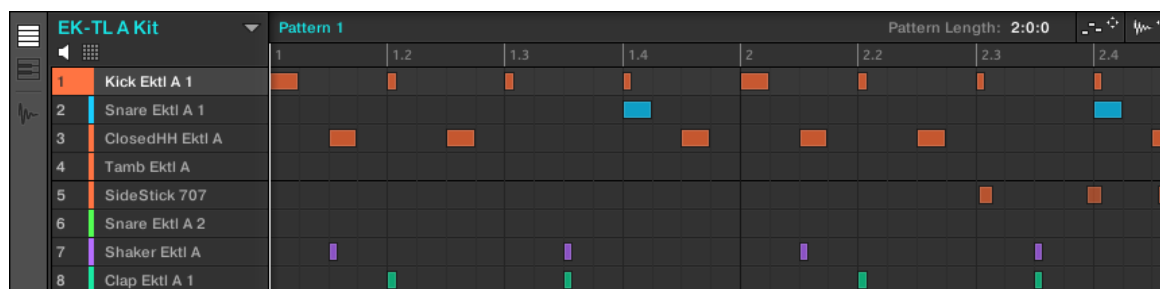 EK-TL A Kit Pattern 1 Pattern Length: 2:0:0
1 1.2 1.3 1.4 2 2.2 2.3 2.4
1 Kick Ektl A 1
2 Snare Ektl A 1
3 ClosedHH Ektl A
4 Tamb Ektl A
5 SideStick 707
6 Snare Ektl A 2
7 Shaker Ektl A
8 Clap Ektl A 1